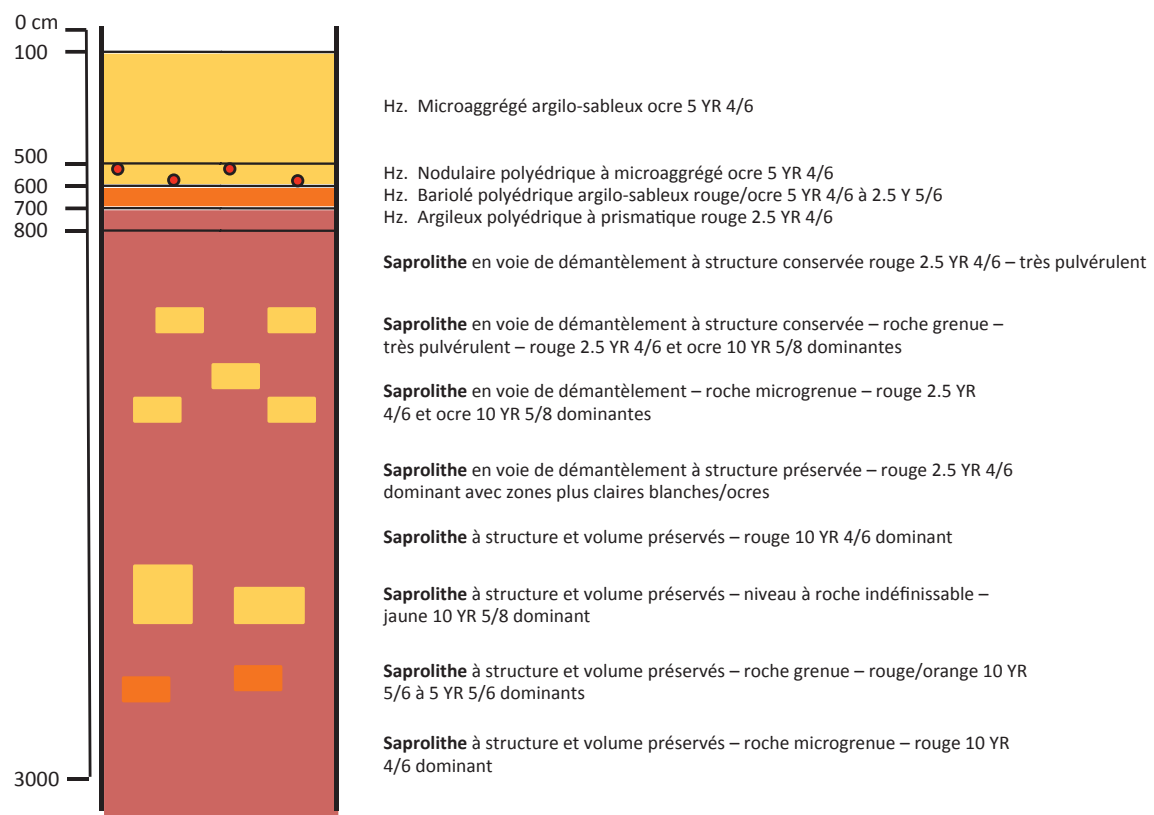 0 cm
100
Hz. Microaggrégé argilo-sableux ocre 5 YR 4/6
500
Hz. Nodulaire polyédrique à microaggrégé ocre 5 YR 4/6
600
Hz. Bariolé polyédrique argilo-sableux rouge/ocre 5 YR 4/6 à 2.5 Y 5/6
700
Hz. Argileux polyédrique à prismatique rouge 2.5 YR 4/6
800
Saprolithe en voie de démantèlement à structure conservée rouge 2.5 YR 4/6 – très pulvérulent
Saprolithe en voie de démantèlement à structure conservée – roche grenue –
très pulvérulent – rouge 2.5 YR 4/6 et ocre 10 YR 5/8 dominantes
Saprolithe en voie de démantèlement – roche microgrenue – rouge 2.5 YR
4/6 et ocre 10 YR 5/8 dominantes
Saprolithe en voie de démantèlement à structure préservée – rouge 2.5 YR 4/6
dominant avec zones plus claires blanches/ocres
Saprolithe à structure et volume préservés – rouge 10 YR 4/6 dominant
Saprolithe à structure et volume préservés – niveau à roche indéfinissable –
jaune 10 YR 5/8 dominant
Saprolithe à structure et volume préservés – roche grenue – rouge/orange 10 YR
5/6 à 5 YR 5/6 dominants
Saprolithe à structure et volume préservés – roche microgrenue – rouge 10 YR
4/6 dominant
3000